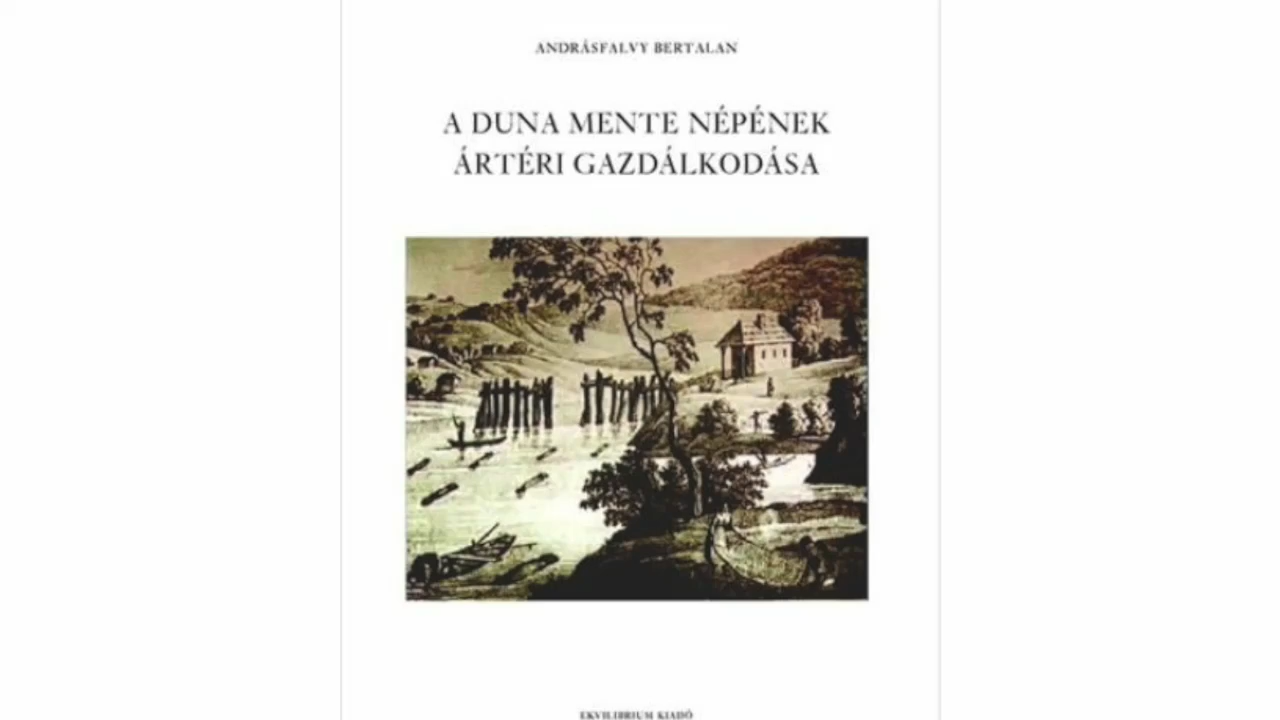 ANDRÁSFALVY BERTALAN
A DUNA MENTE NÉPÉNEK
ÁRTÉRI GAZDÁLKODÁSA
EKVILIBRIUM KIADÓ